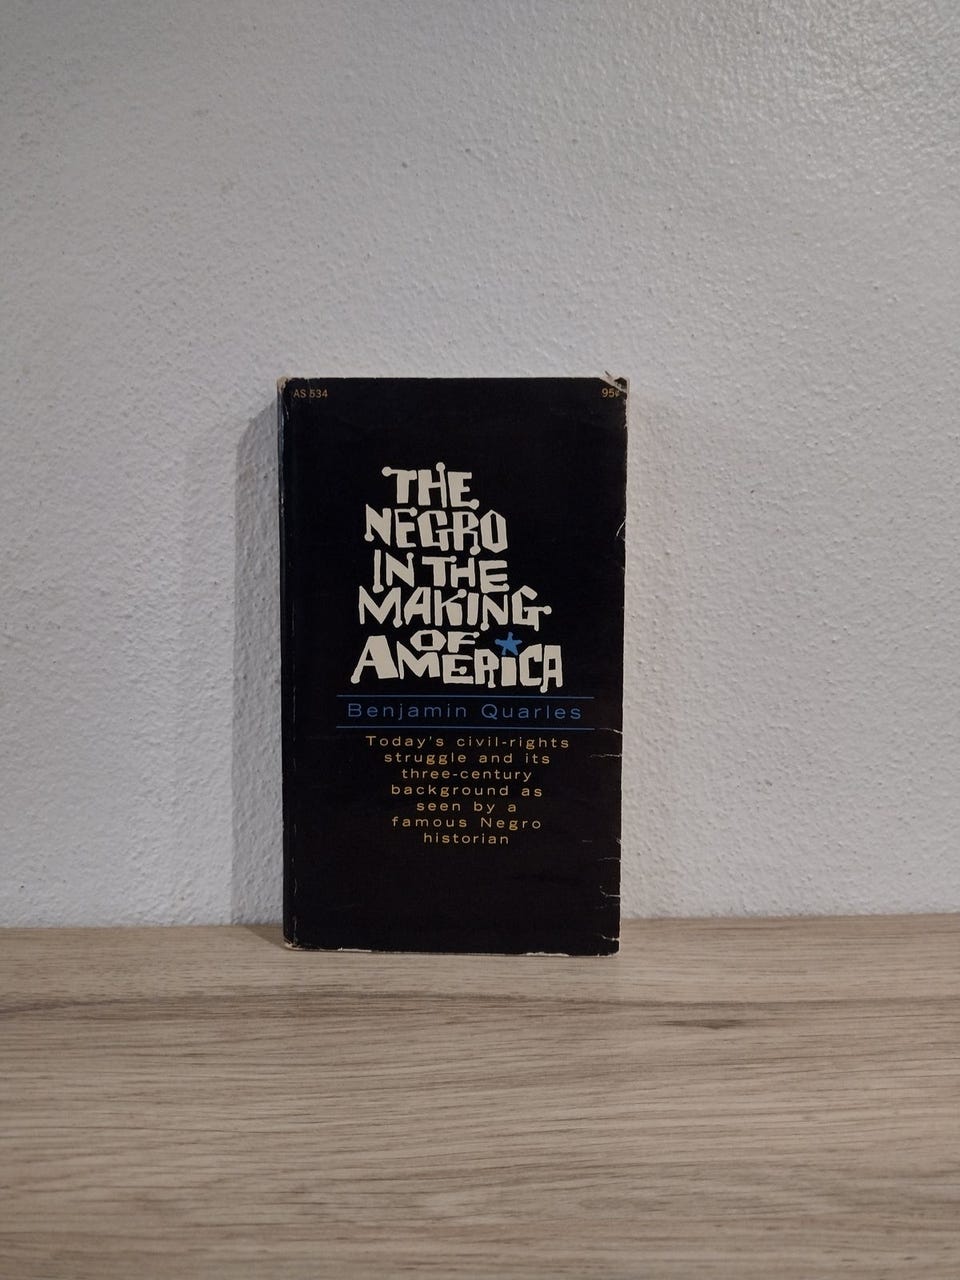 AS 534
95¢
THE
NEGRO
IN THE
MAKING
OF
AMERICA
Benjamin Quarles
Today's civil-rights
struggle and its
three-century
background as
seen by a
famous Negro
historian